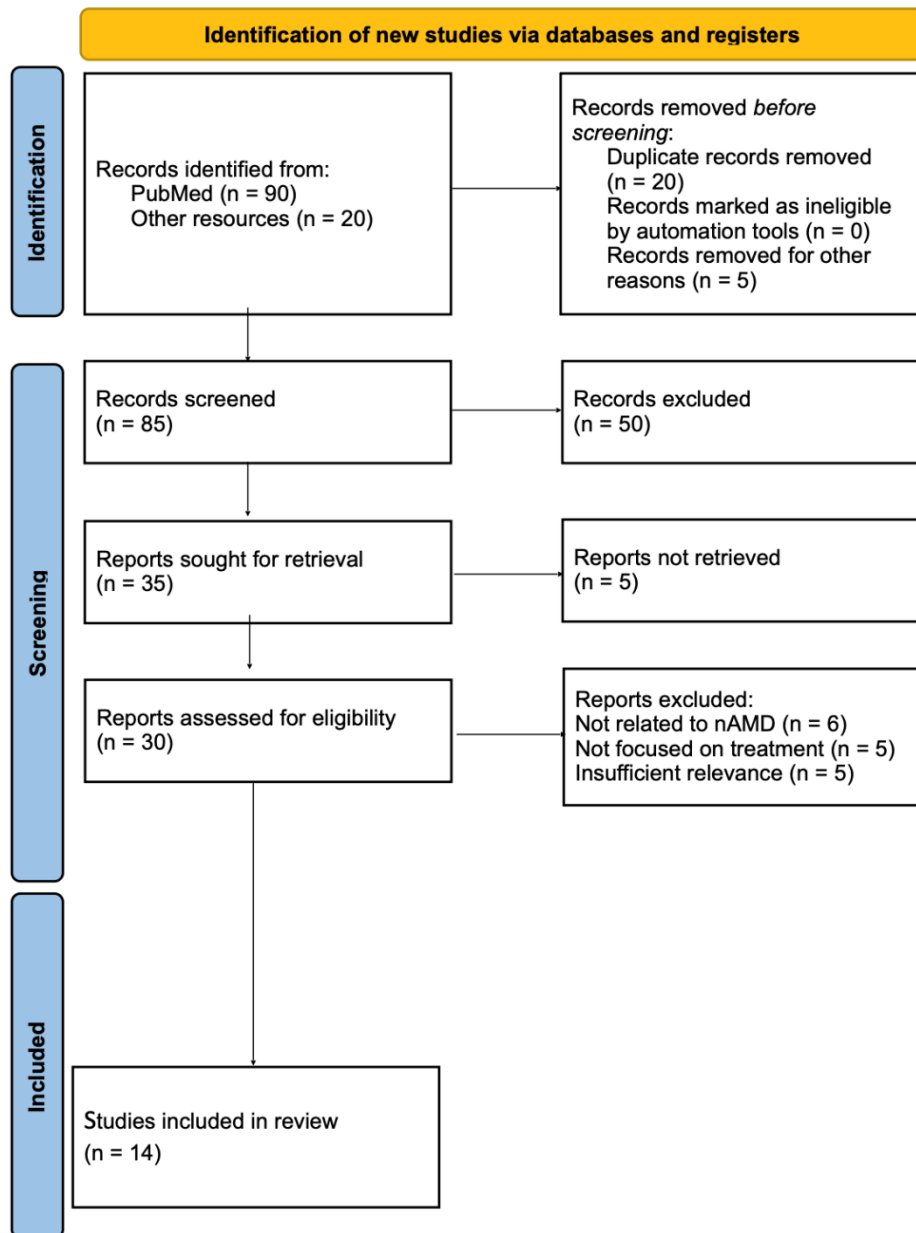 Identification of new studies via databases and registers
Identification
Records identified from:
PubMed (n = 90)
Other resources (n = 20)
Records removed before
screening:
Duplicate records removed
(n = 20)
Records marked as ineligible
by automation tools (n = 0)
Records removed for other
reasons (n = 5)
Screening
Records screened
(n = 85)
Records excluded
(n = 50)
Reports sought for retrieval
(n = 35)
Reports not retrieved
(n = 5)
Reports assessed for eligibility
(n = 30)
Reports excluded:
Not related to nAMD (n = 6)
Not focused on treatment (n = 5)
Insufficient relevance (n = 5)
Included
Studies included in review
(n = 14)